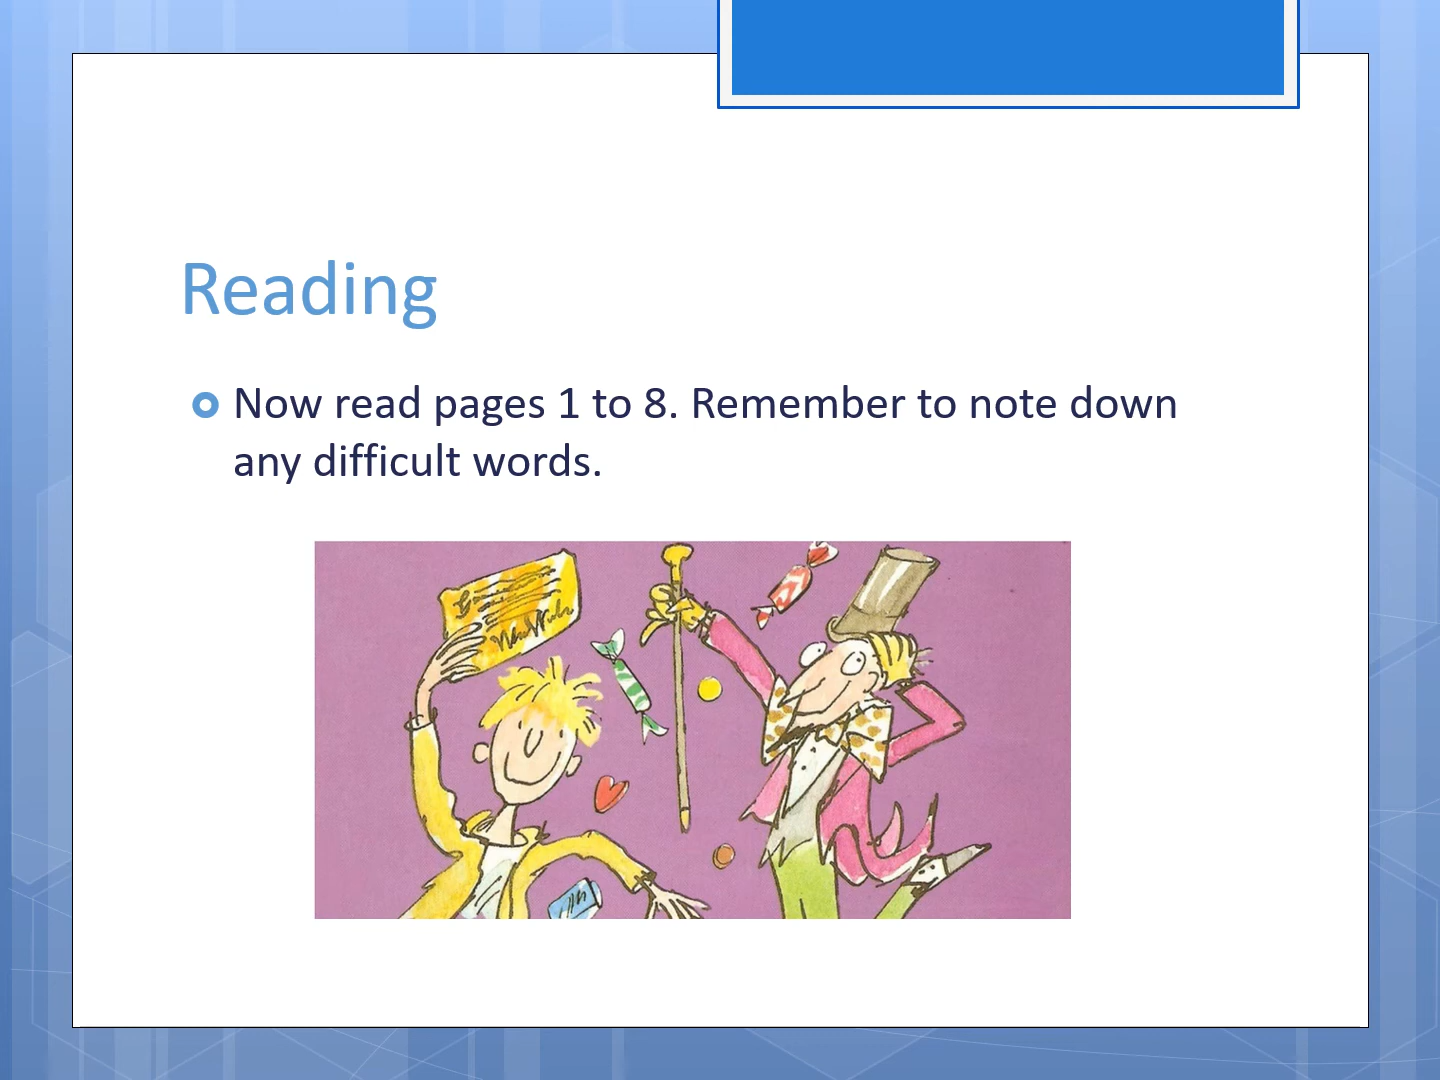 Reading
Now read pages 1 to 8. Remember to note down
any difficult words.